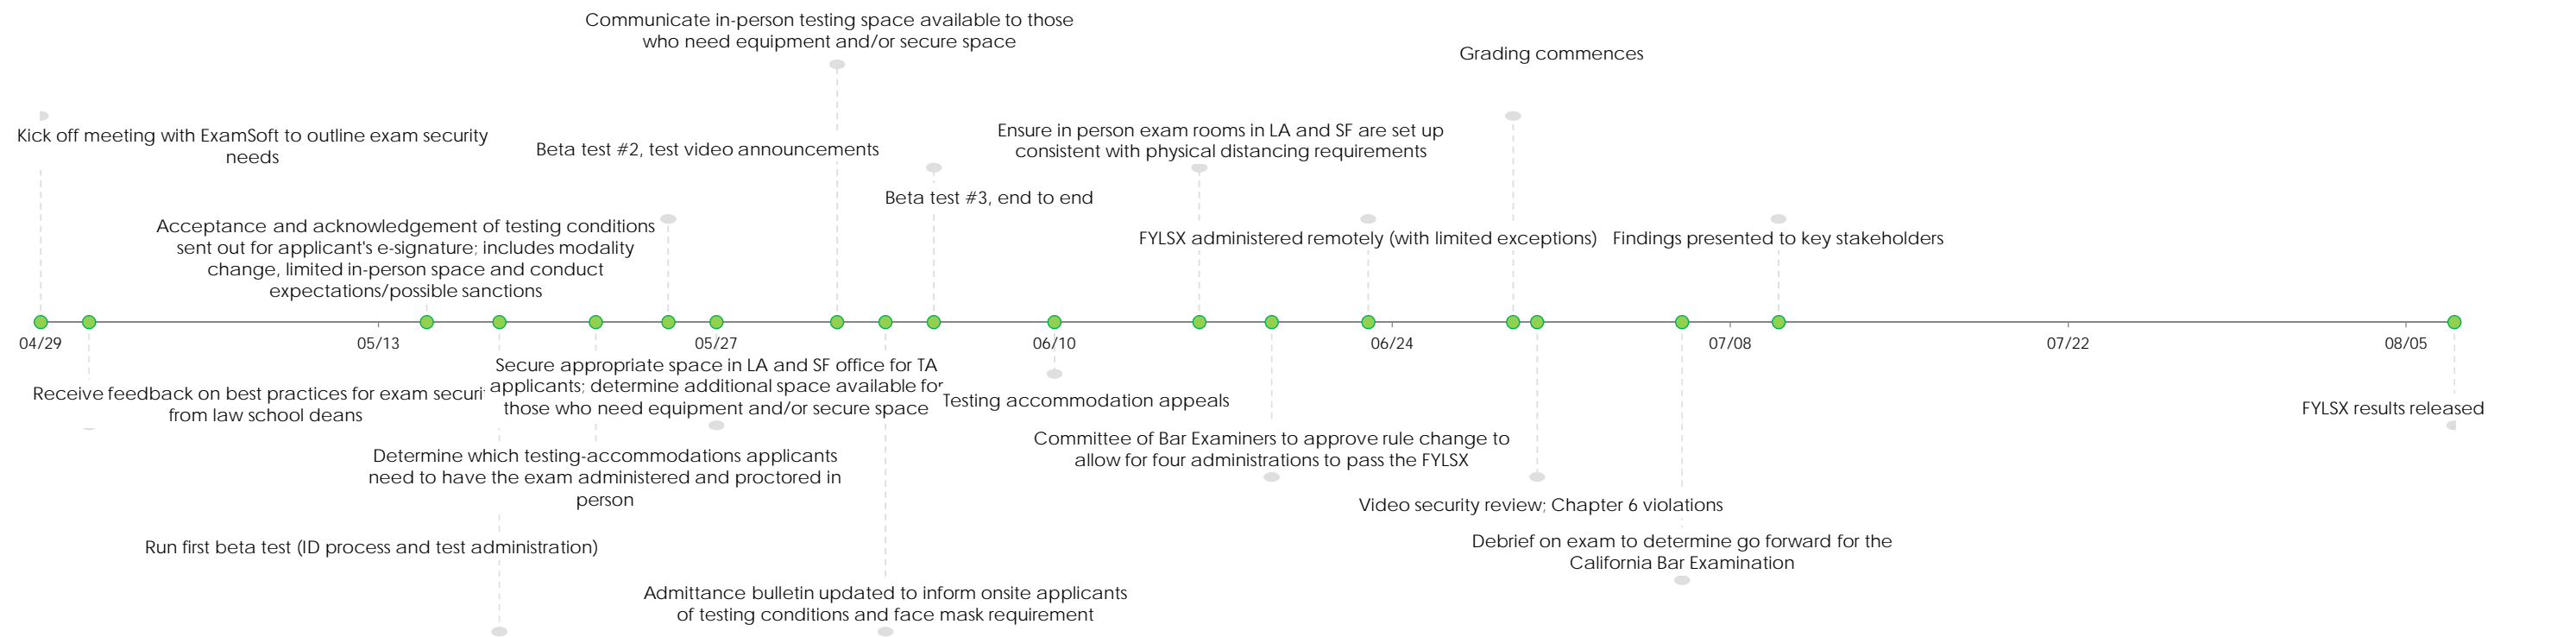 Communicate in-person testing space available to those
who need equipment and/or secure space
Grading commences
Kick off meeting with ExamSoft to outline exam security
needs
Beta test #2, test video announcements
Ensure in person exam rooms in LA and SF are set up
consistent with physical distancing requirements
Beta test #3, end to end
Acceptance and acknowledgement of testing conditions
sent out for applicant's e-signature; includes modality
change, limited in-person space and conduct
expectations/possible sanctions
FYLSX administered remotely (with limited exceptions)
Findings presented to key stakeholders
04/29
05/13
05/27
06/10
06/24
07/08
07/22
08/05
Receive feedback on best practices for exam securi
from law school deans
Secure appropriate space in LA and SF office for TA
applicants; determine additional space available for
those who need equipment and/or secure space
Testing accommodation appeals
FYLSX results released
Committee of Bar Examiners to approve rule change to
allow for four administrations to pass the FYLSX
Determine which testing-accommodations applicants
need to have the exam administered and proctored in
person
Video security review; Chapter 6 violations
Run first beta test (ID process and test administration)
Debrief on exam to determine go forward for the
California Bar Examination
Admittance bulletin updated to inform onsite applicants
of testing conditions and face mask requirement